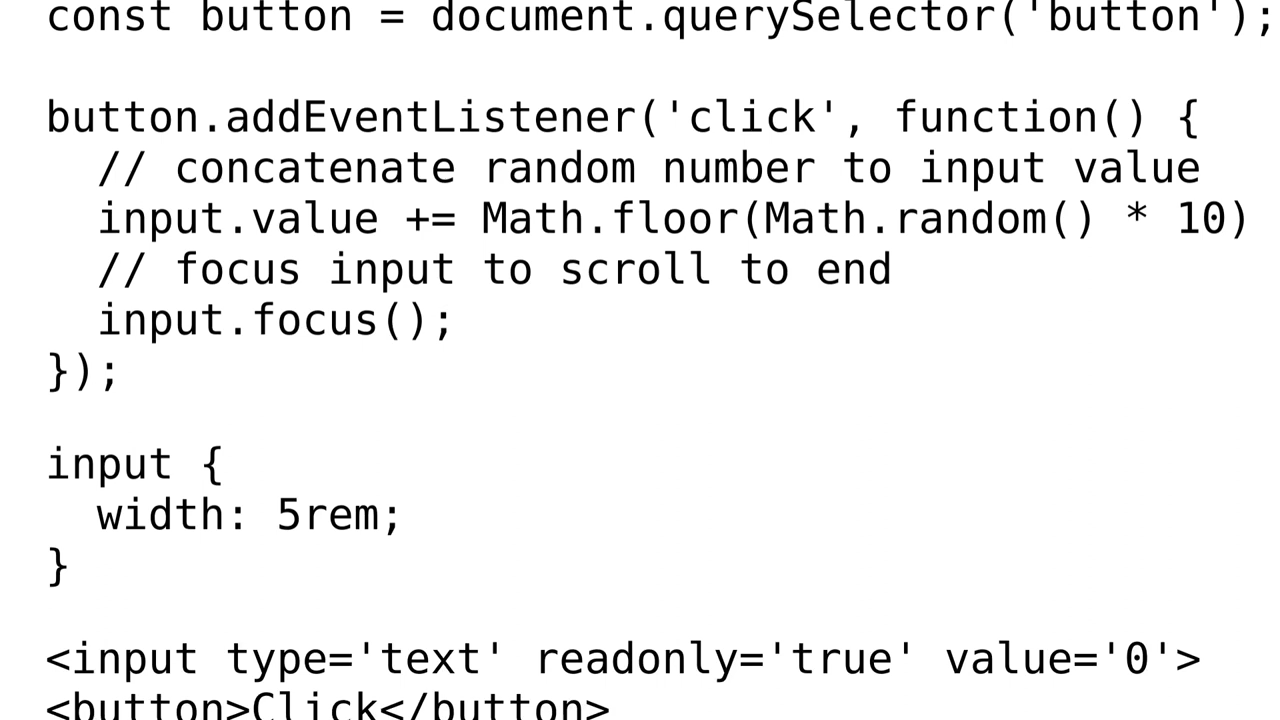 const button = document.querySelector('button');
button.addEventListener('click', function() {
  // concatenate random number to input value
  input.value += Math.floor(Math.random() * 10)
  // focus input to scroll to end
  input.focus();
});
input {
  width: 5rem;
}
<input type='text' readonly='true' value='0'>
<button>Click</button>